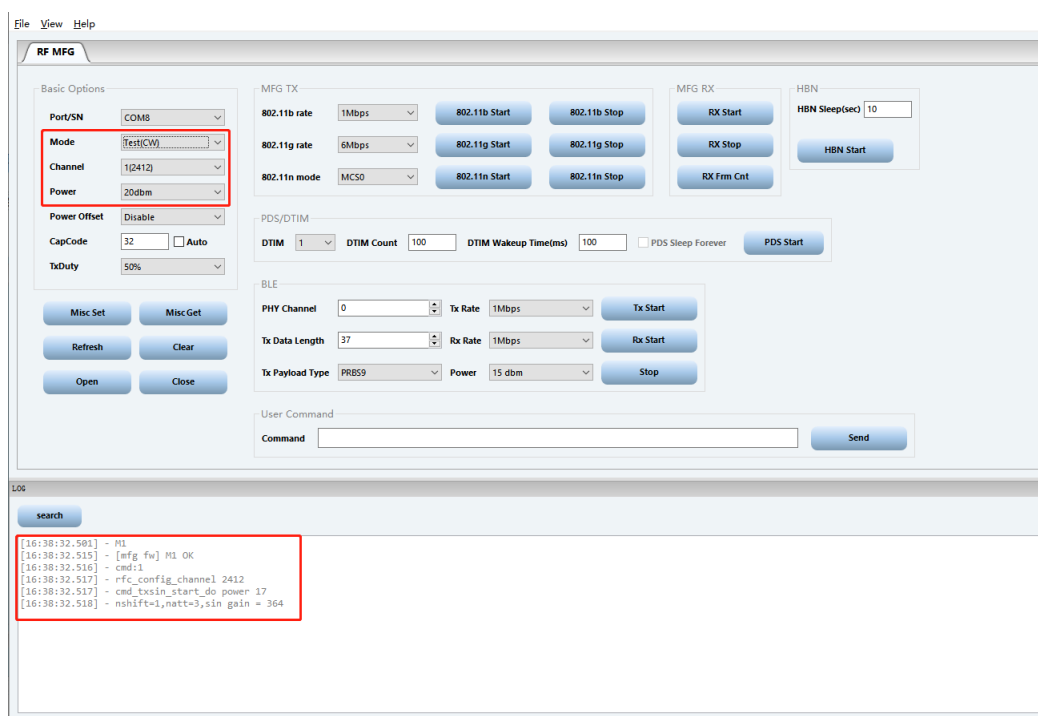 File View Help
RF MFG
Basic Options
Port/SN COM8
Mode Test(CW)
Channel 1(2412)
Power 20dbm
Power Offset Disable
CapCode 32 Auto
TxDuty 50%
Misc Set Misc Get
Refresh Clear
Open Close
MFG TX
802.11b rate 1Mbps 802.11b Start 802.11b Stop
802.11g rate 6Mbps 802.11g Start 802.11g Stop
802.11n mode MCS0 802.11n Start 802.11n Stop
MFG RX
RX Start
RX Stop
RX Frm Cnt
HBN
HBN Sleep(sec) 10
HBN Start
PDS/DTIM
DTIM 1 DTIM Count 100 DTIM Wakeup Time(ms) 100 PDS Sleep Forever PDS Start
BLE
PHY Channel 0 Tx Rate 1Mbps Tx Start
Tx Data Length 37 Rx Rate 1Mbps Rx Start
Tx Payload Type PRBS9 Power 15 dbm Stop
User Command
Command Send
LOG
search
[16:38:32.501] - M1
[16:38:32.515] - [mfg fw] M1 OK
[16:38:32.516] - cmd:1
[16:38:32.517] - rfc_config_channel 2412
[16:38:32.517] - cmd_txsin_start_do power 17
[16:38:32.518] - nshift=1,natt=3,sin gain = 364